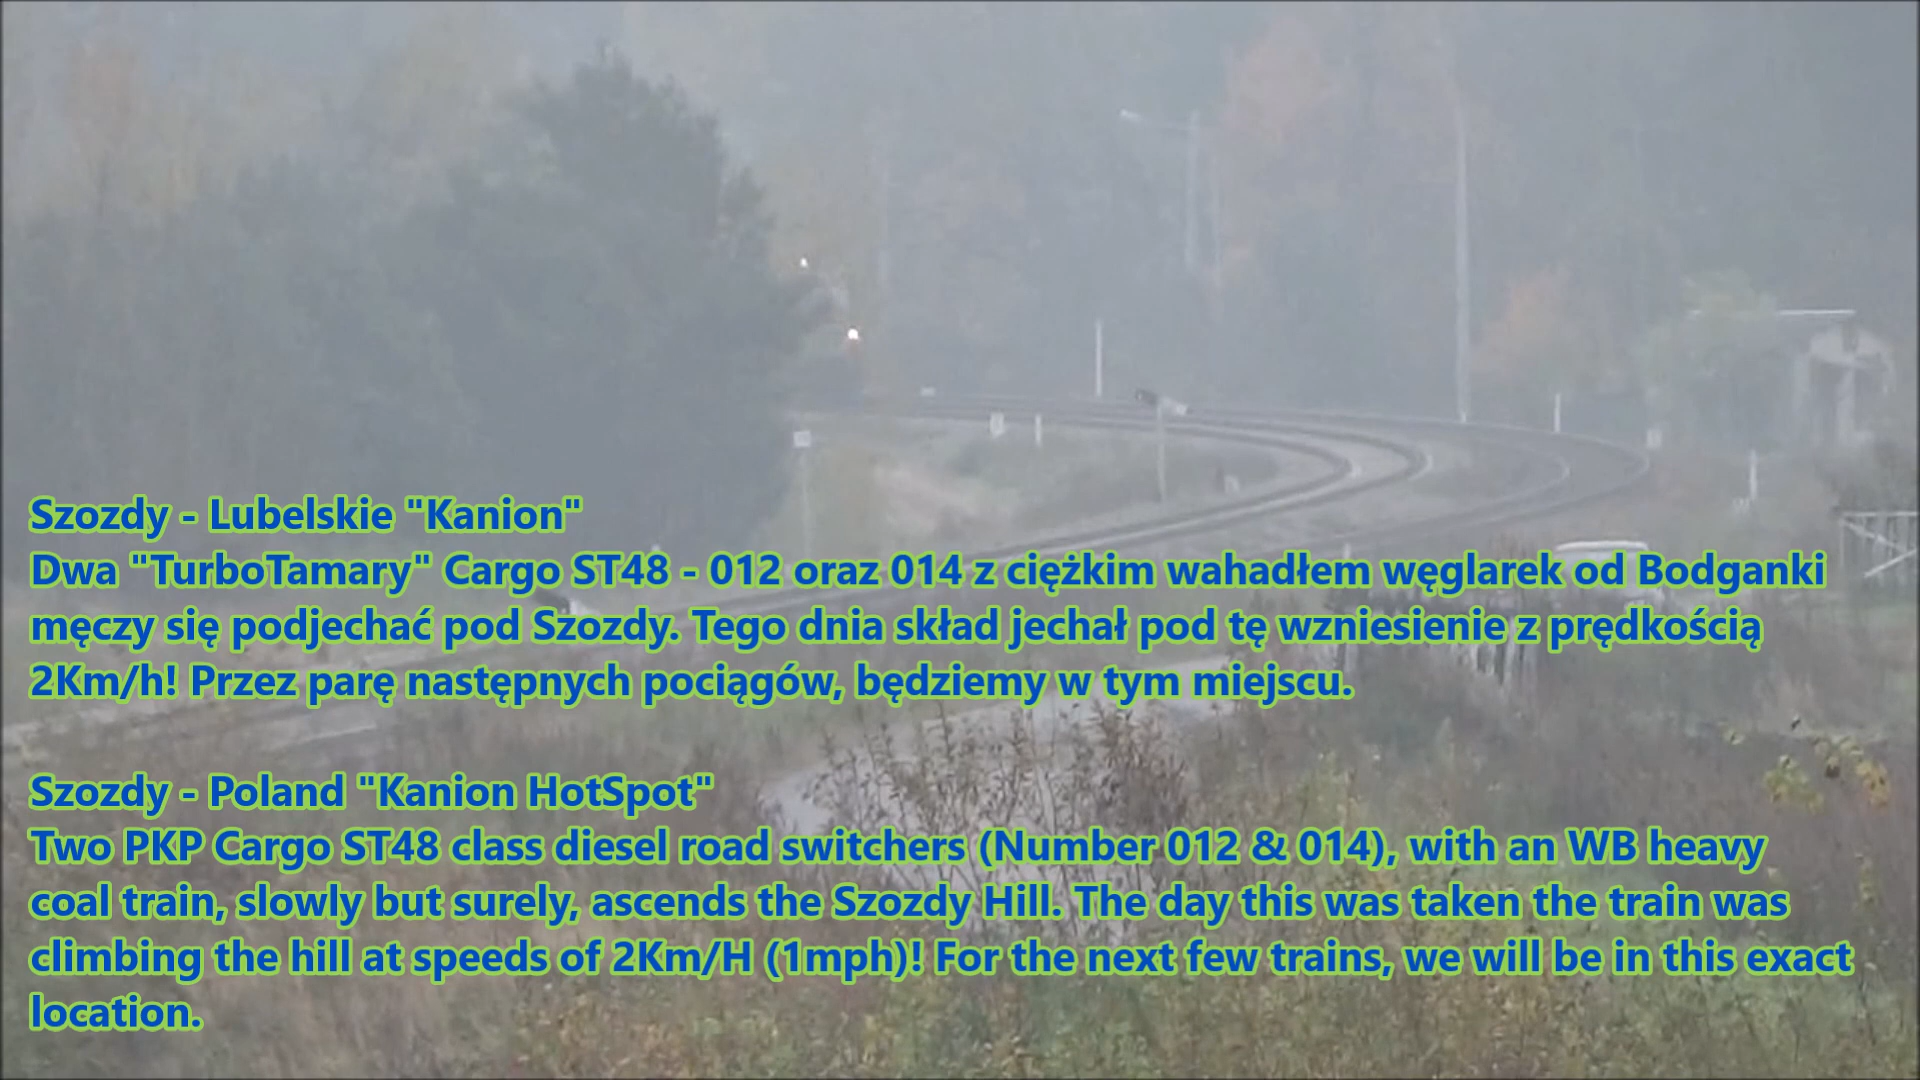 Szozdy - Lubelskie "Kanion"
Dwa "TurboTamary" Cargo ST48 - 012 oraz 014 z ciężkim wahadłem węglarek od Bodganki
męczy się podjechać pod Szozdy. Tego dnia skład jechał pod tę wzniesienie z prędkością
2Km/h! Przez parę następnych pociągów, będziemy w tym miejscu.
Szozdy - Poland "Kanion HotSpot"
Two PKP Cargo ST48 class diesel road switchers (Number 012 & 014), with an WB heavy
coal train, slowly but surely, ascends the Szozdy Hill. The day this was taken the train was
climbing the hill at speeds of 2Km/H (1mph)! For the next few trains, we will be in this exact
location.